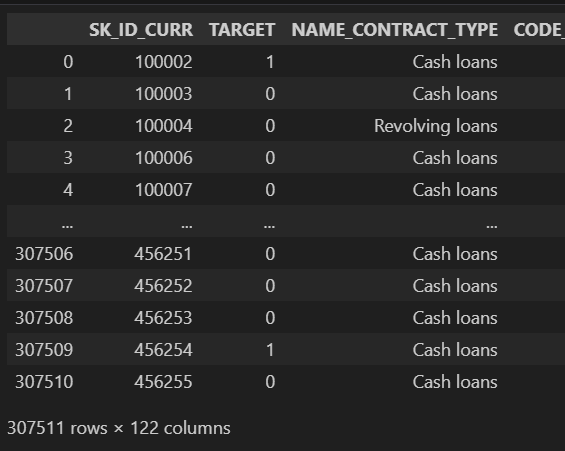 SK_ID_CURR TARGET NAME_CONTRACT_TYPE CODE_
0 100002 1 Cash loans
1 100003 0 Cash loans
2 100004 0 Revolving loans
3 100006 0 Cash loans
4 100007 0 Cash loans
... ... ... ...
307506 456251 0 Cash loans
307507 456252 0 Cash loans
307508 456253 0 Cash loans
307509 456254 1 Cash loans
307510 456255 0 Cash loans
307511 rows × 122 columns